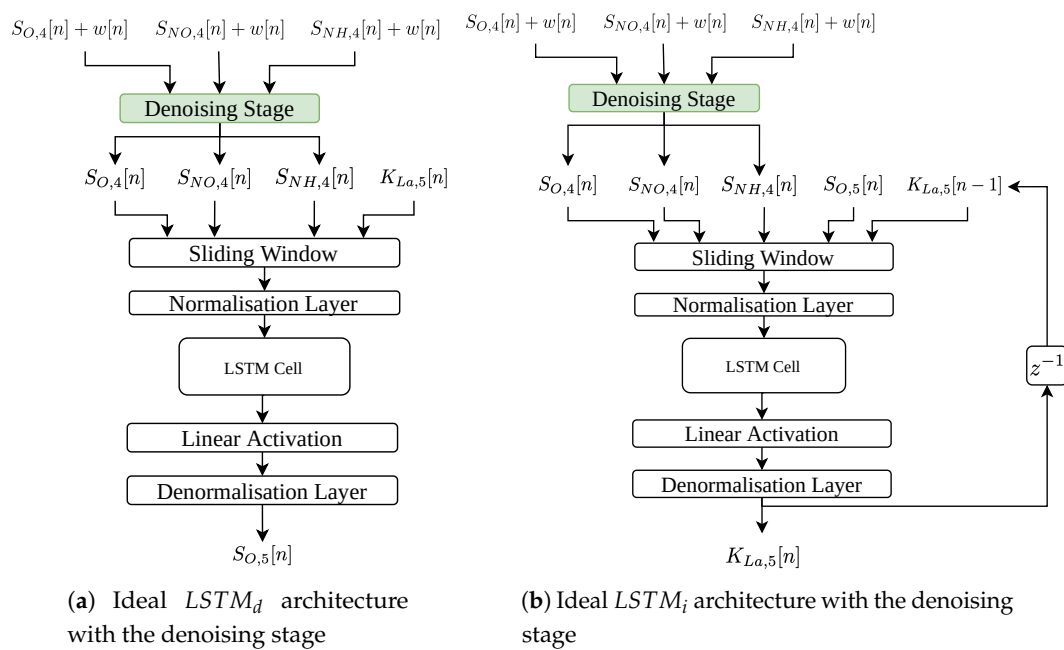 S_{O,4}[n] + w[n] S_{NO,4}[n] + w[n] S_{NH,4}[n] + w[n]
Denoising Stage
S_{O,4}[n] S_{NO,4}[n] S_{NH,4}[n] K_{La,5}[n]
Sliding Window
Normalisation Layer
LSTM Cell
Linear Activation
Denormalisation Layer
S_{O,5}[n]
(a) Ideal LSTM_d architecture
with the denoising stage
S_{O,4}[n] + w[n] S_{NO,4}[n] + w[n] S_{NH,4}[n] + w[n]
Denoising Stage
S_{O,4}[n] S_{NO,4}[n] S_{NH,4}[n] S_{O,5}[n] K_{La,5}[n − 1]
Sliding Window
Normalisation Layer
LSTM Cell
z^{−1}
Linear Activation
Denormalisation Layer
K_{La,5}[n]
(b) Ideal LSTM_i architecture with the denoising
stage